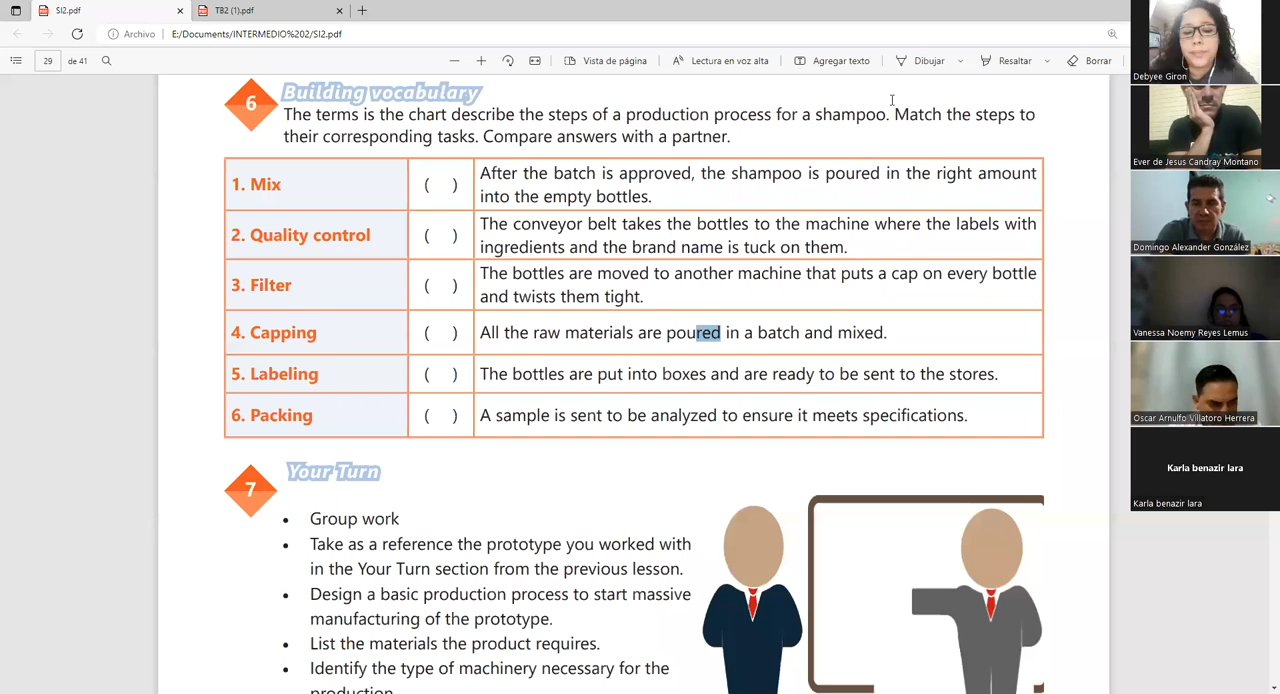 SI2.pdf
TB2 (1).pdf
Archivo
E:/Documents/INTERMEDIO%202/SI2.pdf
29
de 41
Vista de página
Lectura en voz alta
Agregar texto
Dibujar
Resaltar
Borrar
6
Building vocabulary
The terms is the chart describe the steps of a production process for a shampoo. Match the steps to
their corresponding tasks. Compare answers with a partner.
1. Mix
( )
After the batch is approved, the shampoo is poured in the right amount
into the empty bottles.
2. Quality control
( )
The conveyor belt takes the bottles to the machine where the labels with
ingredients and the brand name is tuck on them.
3. Filter
( )
The bottles are moved to another machine that puts a cap on every bottle
and twists them tight.
4. Capping
( )
All the raw materials are poured in a batch and mixed.
5. Labeling
( )
The bottles are put into boxes and are ready to be sent to the stores.
6. Packing
( )
A sample is sent to be analyzed to ensure it meets specifications.
7
Your Turn
• Group work
• Take as a reference the prototype you worked with
in the Your Turn section from the previous lesson.
• Design a basic production process to start massive
manufacturing of the prototype.
• List the materials the product requires.
• Identify the type of machinery necessary for the
production.
Debyee Giron
Ever de Jesus Candray Montano
Domingo Alexander González
Vanessa Noemy Reyes Lemus
Oscar Arnulfo Villatoro Herrera
Karla benazir lara
Karla benazir lara